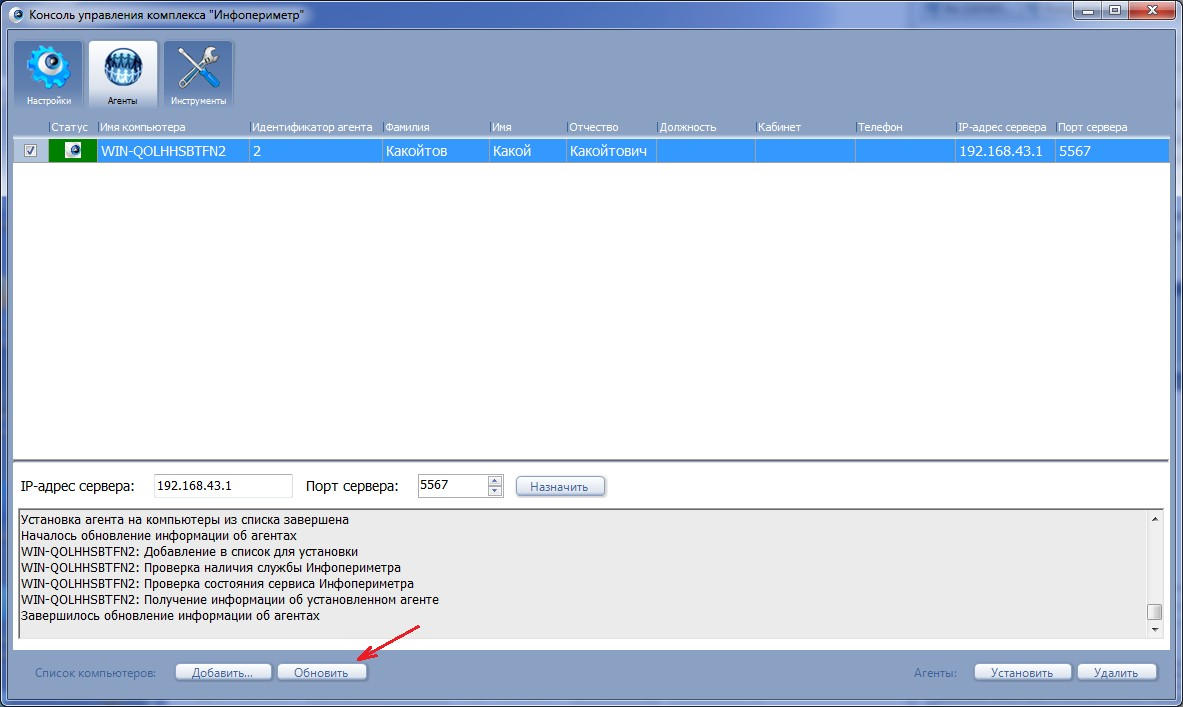 Консоль управления комплекса "Инфопериметр"
Настройки Агенты Инструменты
Статус Имя компьютера Идентификатор агента Фамилия Имя Отчество Должность Кабинет Телефон IP-адрес сервера Порт сервера
WIN-QOLHHSBTFN2 2 Какойтов Какой Какойтович 192.168.43.1 5567
IP-адрес сервера: 192.168.43.1 Порт сервера: 5567 Назначить
Установка агента на компьютеры из списка завершена
Началось обновление информации об агентах
WIN-QOLHHSBTFN2: Добавление в список для установки
WIN-QOLHHSBTFN2: Проверка наличия службы Инфопериметра
WIN-QOLHHSBTFN2: Проверка состояния сервиса Инфопериметра
WIN-QOLHHSBTFN2: Получение информации об установленном агенте
Завершилось обновление информации об агентах
Список компьютеров: Добавить... Обновить Агенты: Установить Удалить